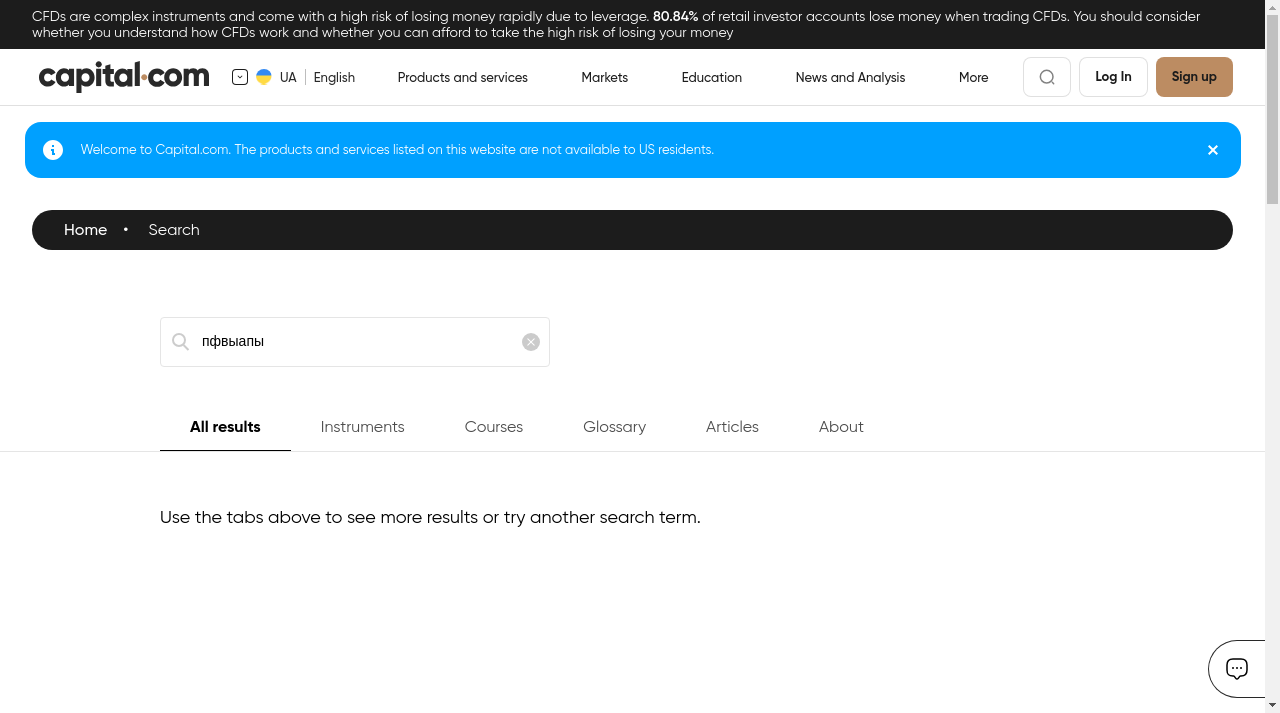 CFDs are complex instruments and come with a high risk of losing money rapidly due to leverage. 80.84% of retail investor accounts lose money when trading CFDs. You should consider
whether you understand how CFDs work and whether you can afford to take the high risk of losing your money
capital.com UA English Products and services Markets Education News and Analysis More Log In Sign up
Welcome to Capital.com. The products and services listed on this website are not available to US residents.
Home • Search
пфвыапы
All results Instruments Courses Glossary Articles About
Use the tabs above to see more results or try another search term.